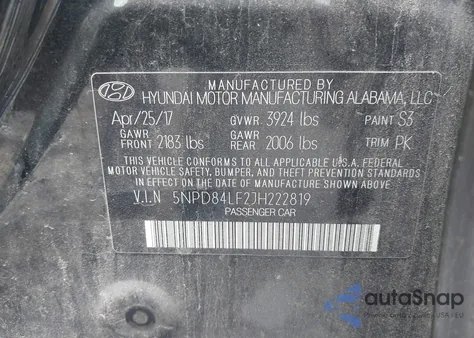 MANUFACTURED BY
HYUNDAI MOTOR MANUFACTURING ALABAMA, LLC
Apr/25/17 GVWR 3924 lbs PAINT S3
GAWR FRONT 2183 lbs GAWR REAR 2006 lbs TRIM PK
THIS VEHICLE CONFORMS TO ALL APPLICABLE U.S.A. FEDERAL
MOTOR VEHICLE SAFETY, BUMPER, AND THEFT PREVENTION STANDARDS
IN EFFECT ON THE DATE OF MANUFACTURE SHOWN ABOVE.
V.I.N 5NPD84LF2JH222819
PASSENGER CAR
autaSnap